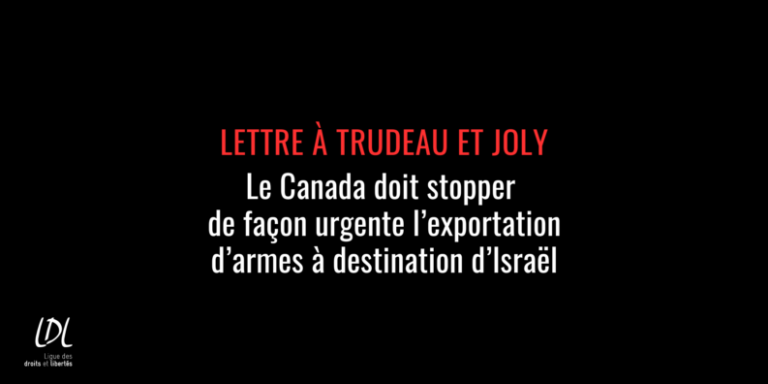 LETTRE À TRUDEAU ET JOLY
Le Canada doit stopper
de façon urgente l’exportation
d’armes à destination d’Israël
LDL
Ligue des
droits et libertés